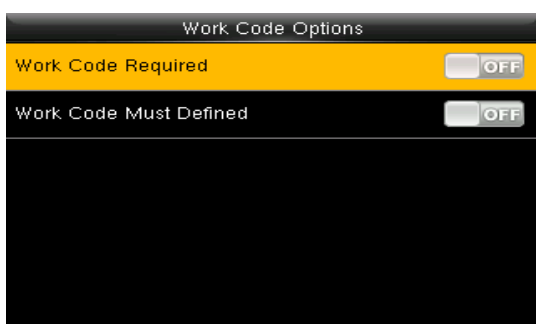 Work Code Options
Work Code Required OFF
Work Code Must Defined OFF